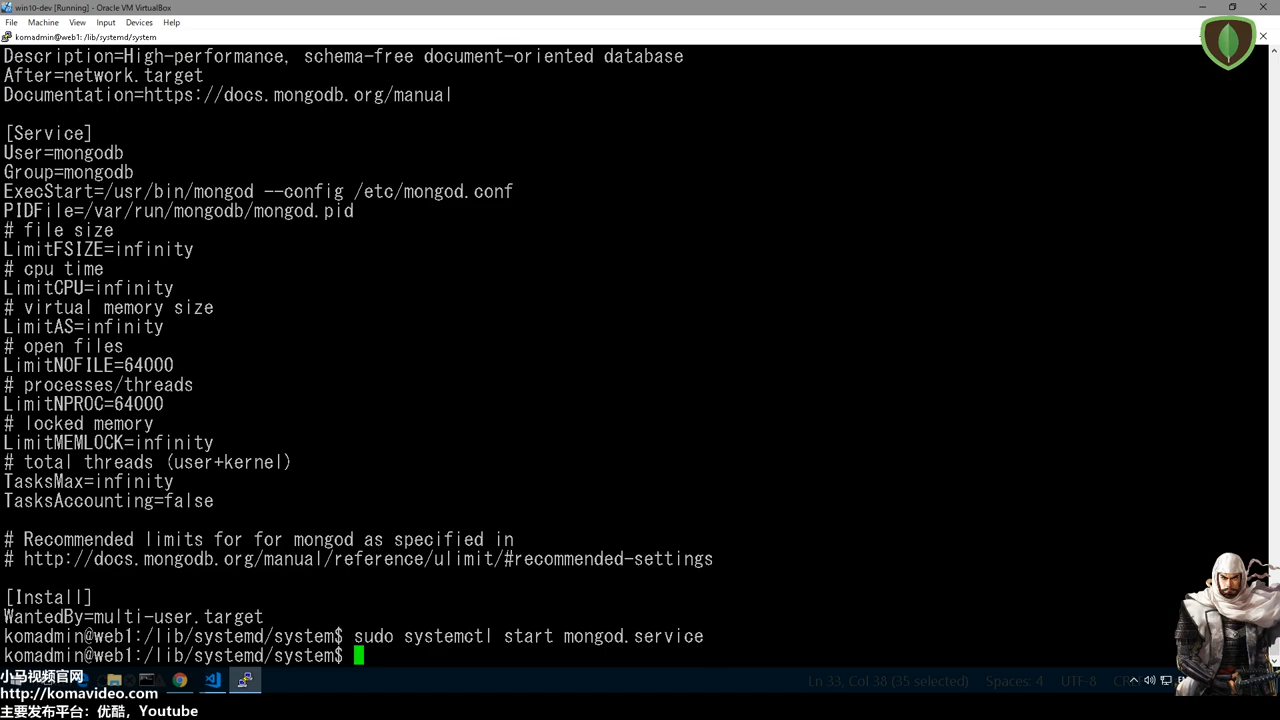 win10-dev [Running] - Oracle VM VirtualBox
File Machine View Input Devices Help
komadmin@web1: /lib/systemd/system
Description=High-performance, schema-free document-oriented database
After=network.target
Documentation=https://docs.mongodb.org/manual
[Service]
User=mongodb
Group=mongodb
ExecStart=/usr/bin/mongod --config /etc/mongod.conf
PIDFile=/var/run/mongodb/mongod.pid
# file size
LimitFSIZE=infinity
# cpu time
LimitCPU=infinity
# virtual memory size
LimitAS=infinity
# open files
LimitNOFILE=64000
# processes/threads
LimitNPROC=64000
# locked memory
LimitMEMLOCK=infinity
# total threads (user+kernel)
TasksMax=infinity
TasksAccounting=false
# Recommended limits for for mongod as specified in
# http://docs.mongodb.org/manual/reference/ulimit/#recommended-settings
[Install]
WantedBy=multi-user.target
komadmin@web1:/lib/systemd/system$ sudo systemctl start mongod.service
komadmin@web1:/lib/systemd/system$
小马视频官网
http://komavideo.com
主要发布平台：优酷，Youtube
Ln 33, Col 38 (35 selected) Spaces: 4 UTF-8